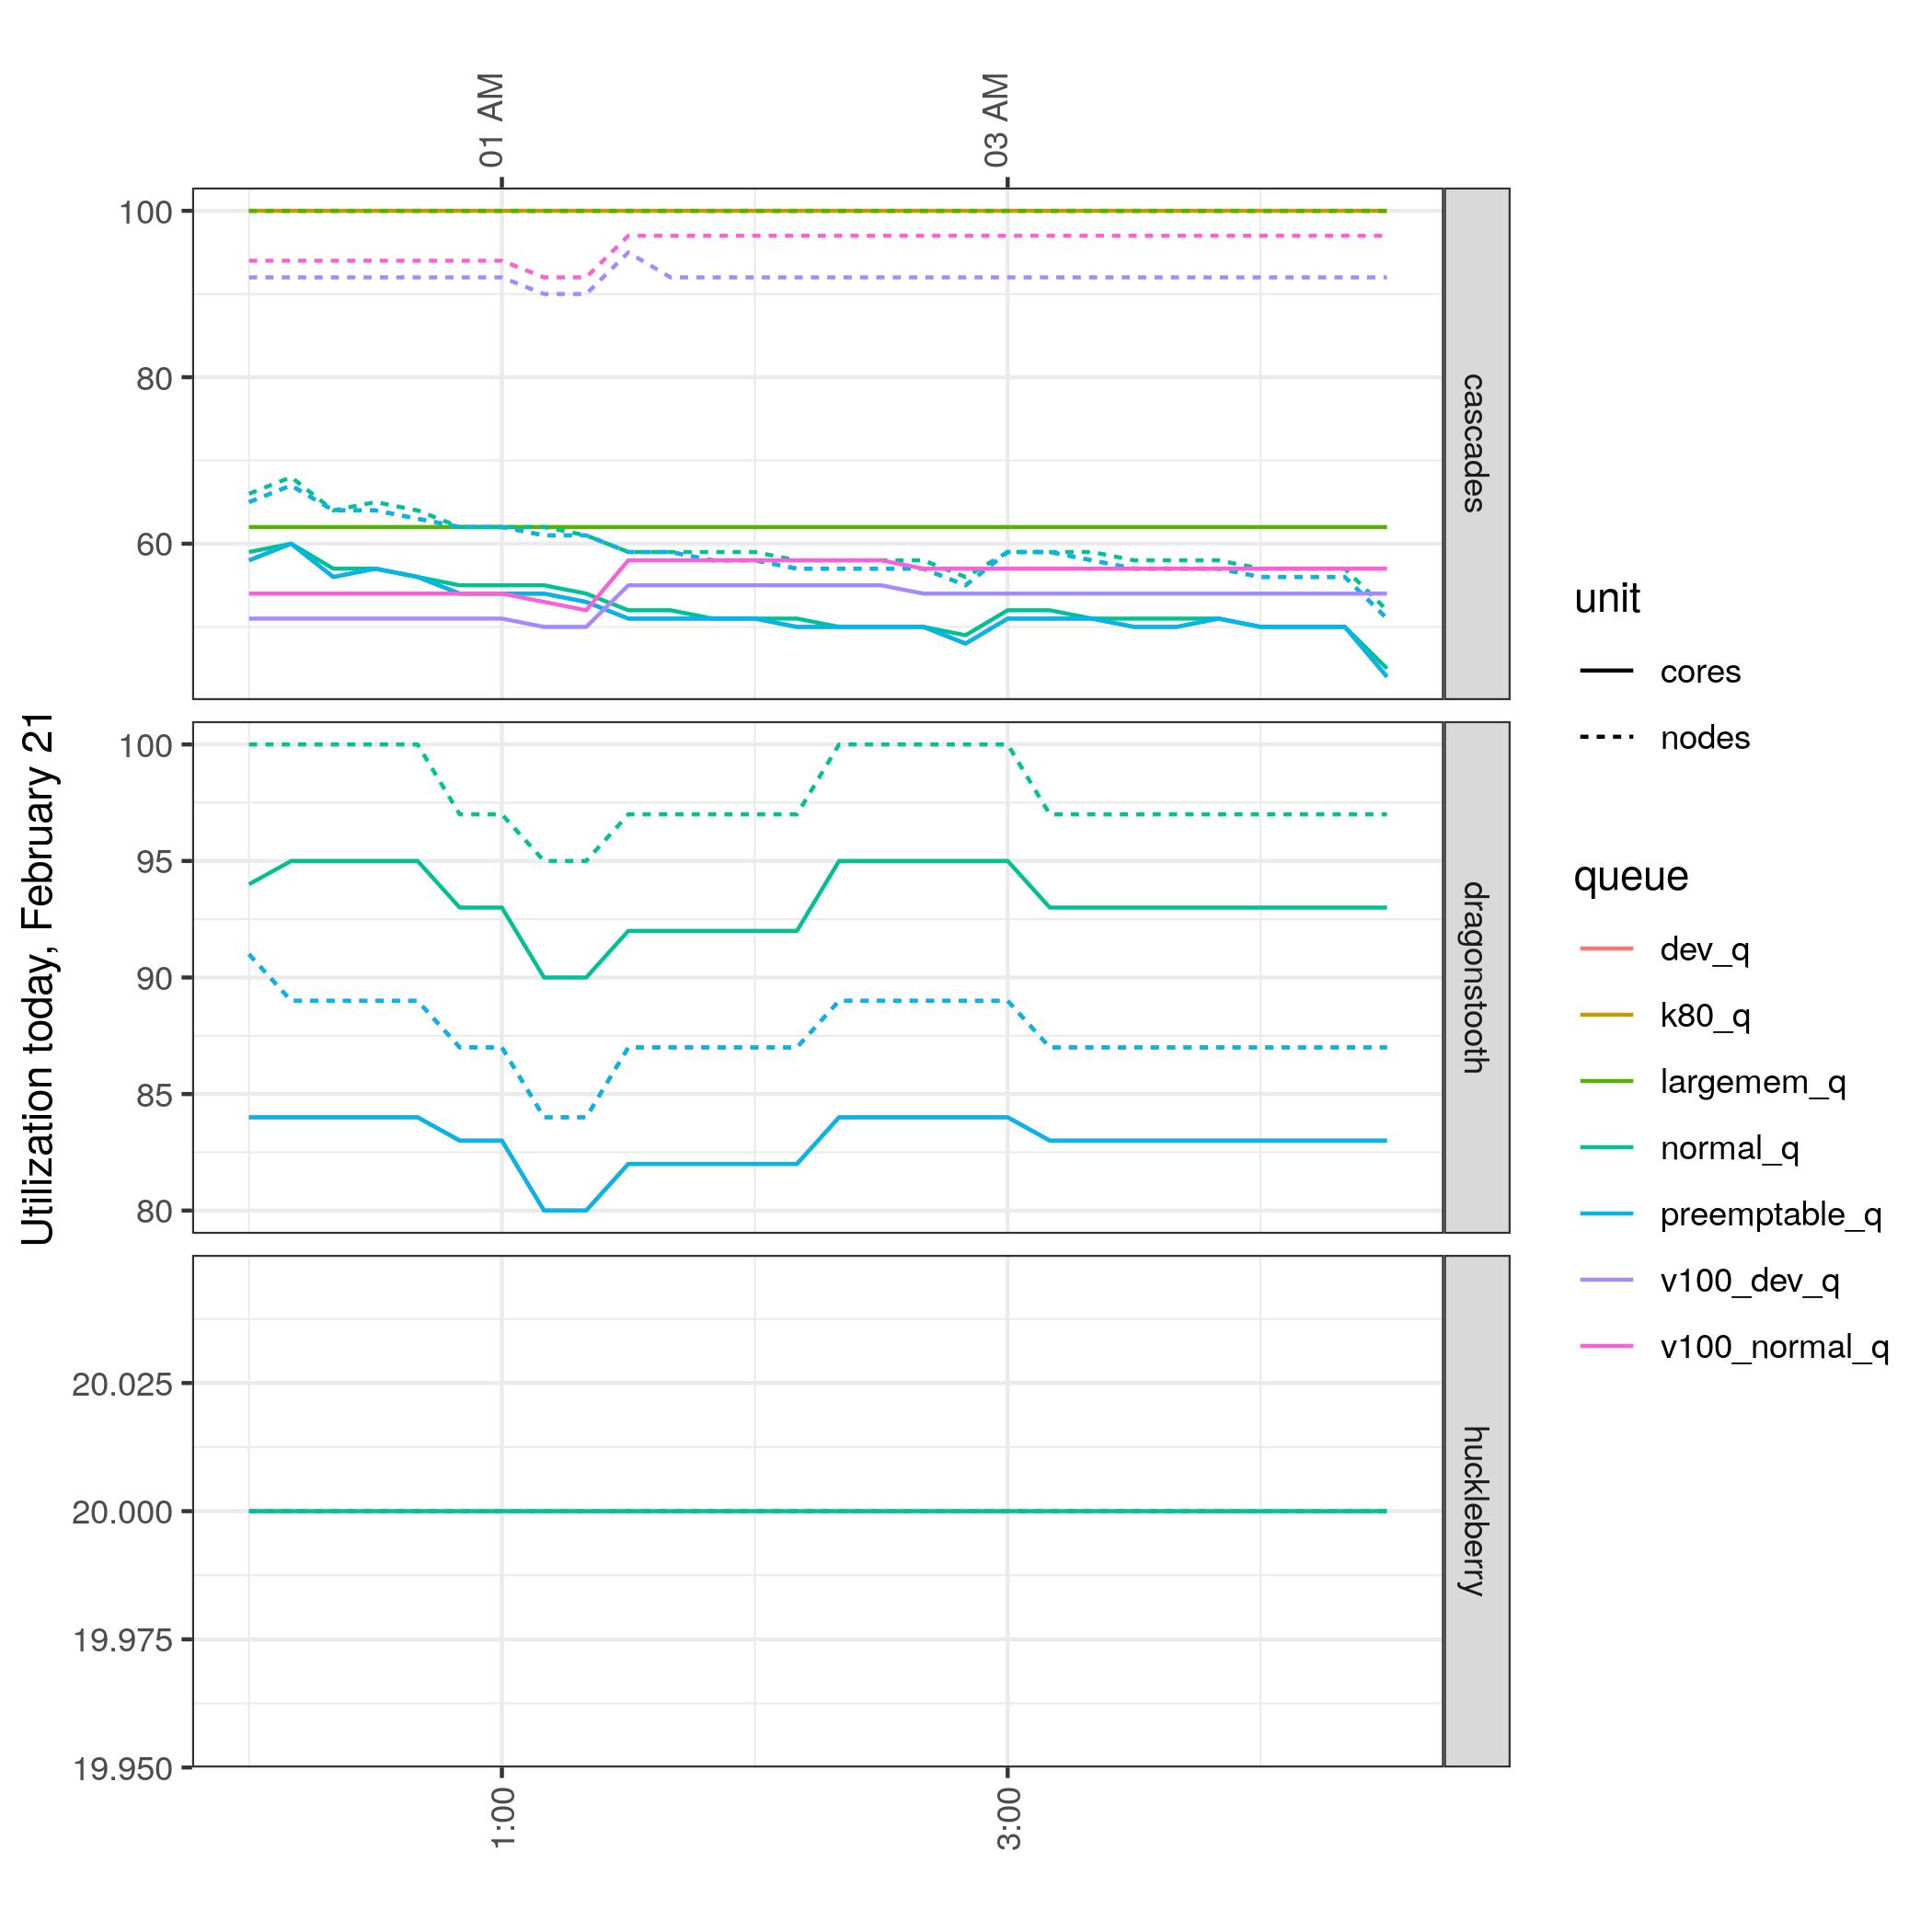 01 AM
03 AM
100
80
60
cascades
100
95
90
85
80
dragonstooth
20.025
20.000
19.975
19.950
huckleberry
1:00
3:00
Utilization today, February 21
unit
cores
nodes
queue
dev_q
k80_q
largemem_q
normal_q
preemptable_q
v100_dev_q
v100_normal_q